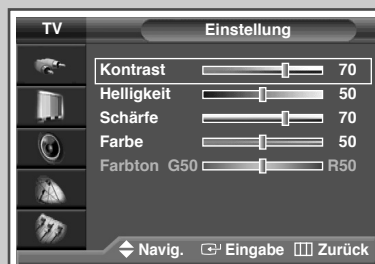 TV Einstellung
Kontrast 70
Helligkeit 50
Schärfe 70
Farbe 50
Farbton G50 R50
Navig. Eingabe Zurück